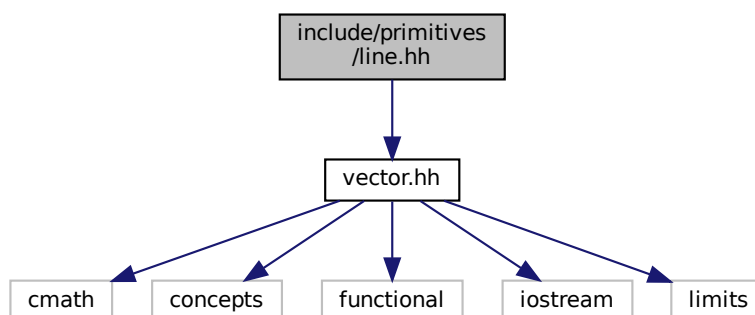 include/primitives
/line.hh
vector.hh
cmath
concepts
functional
iostream
limits